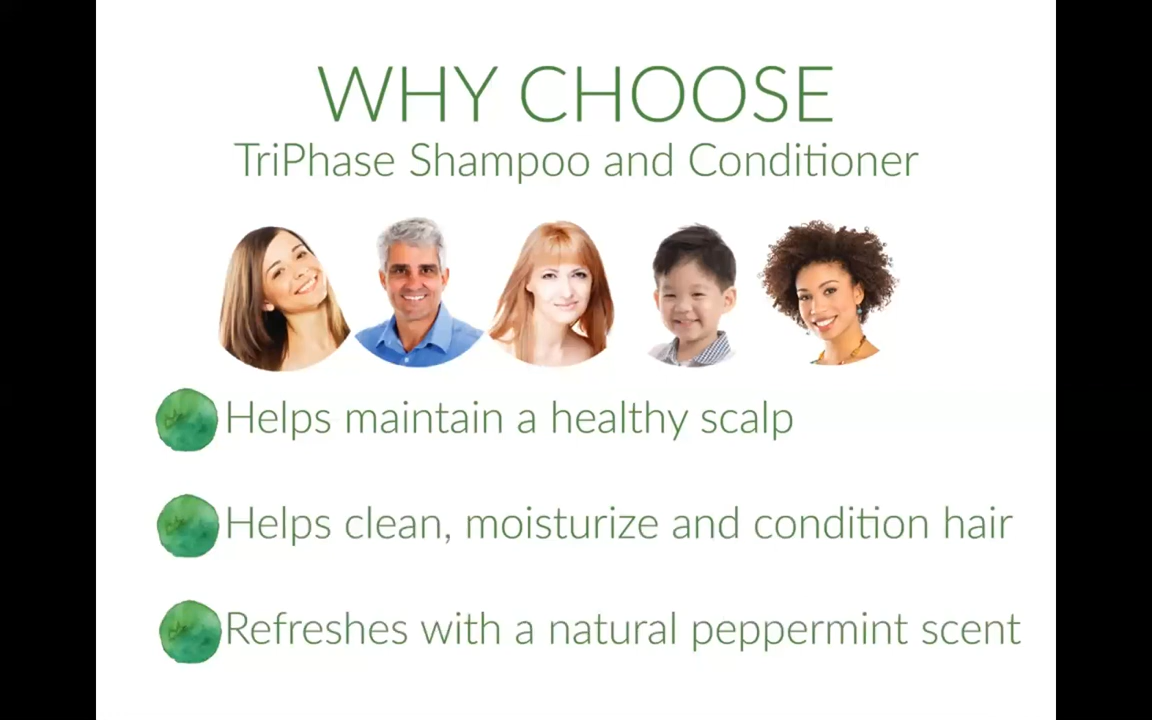 WHY CHOOSE
TriPhase Shampoo and Conditioner
Helps maintain a healthy scalp
Helps clean, moisturize and condition hair
Refreshes with a natural peppermint scent